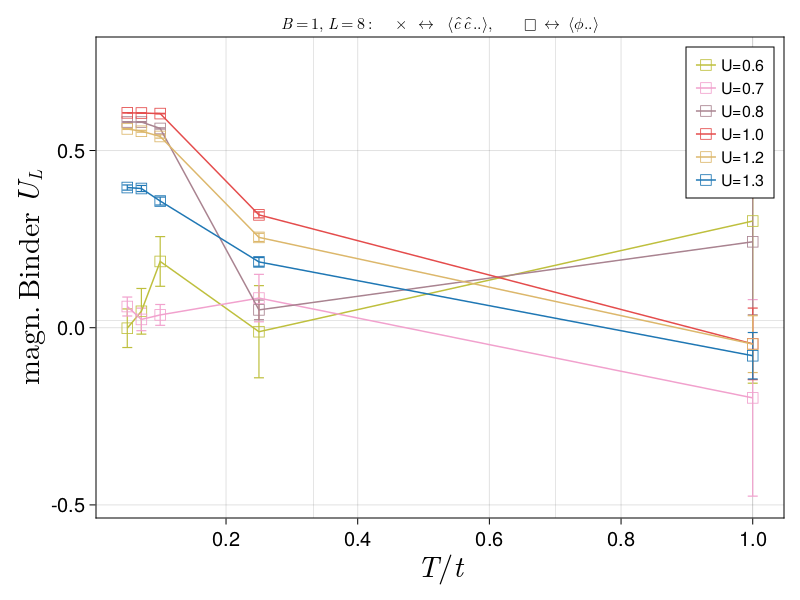 B = 1, L = 8 :   × ↔ ⟨ĉ ĉ ..⟩,   □ ↔ ⟨ϕ..⟩
U=0.6
U=0.7
U=0.8
U=1.0
U=1.2
U=1.3
magn. Binder U_L
0.5
0.0
-0.5
0.2 0.4 0.6 0.8 1.0
T/t